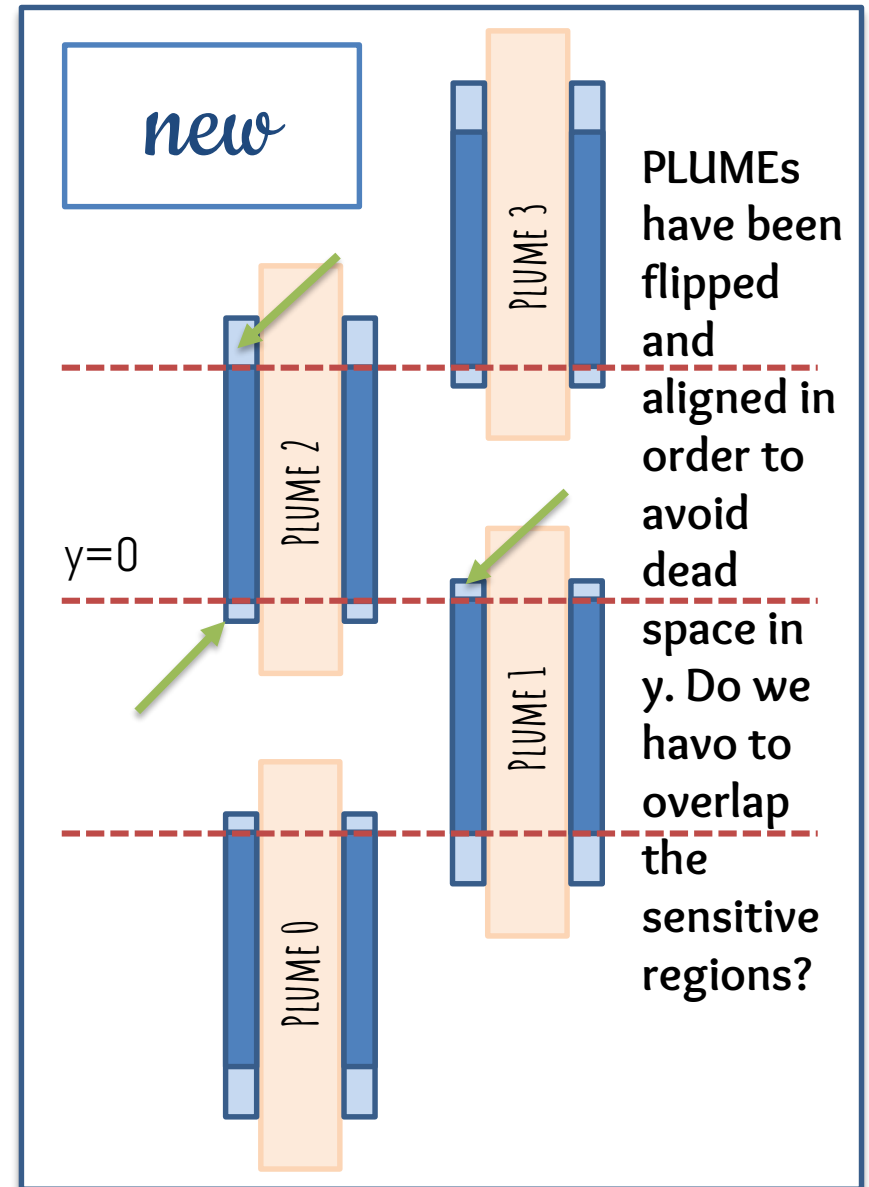 new
PLUME 3
PLUMEs
have been
flipped
and
aligned in
order to
avoid
dead
space in
y. Do we
havo to
overlap
the
sensitive
regions?
PLUME 2
y=0
PLUME 1
PLUME 0